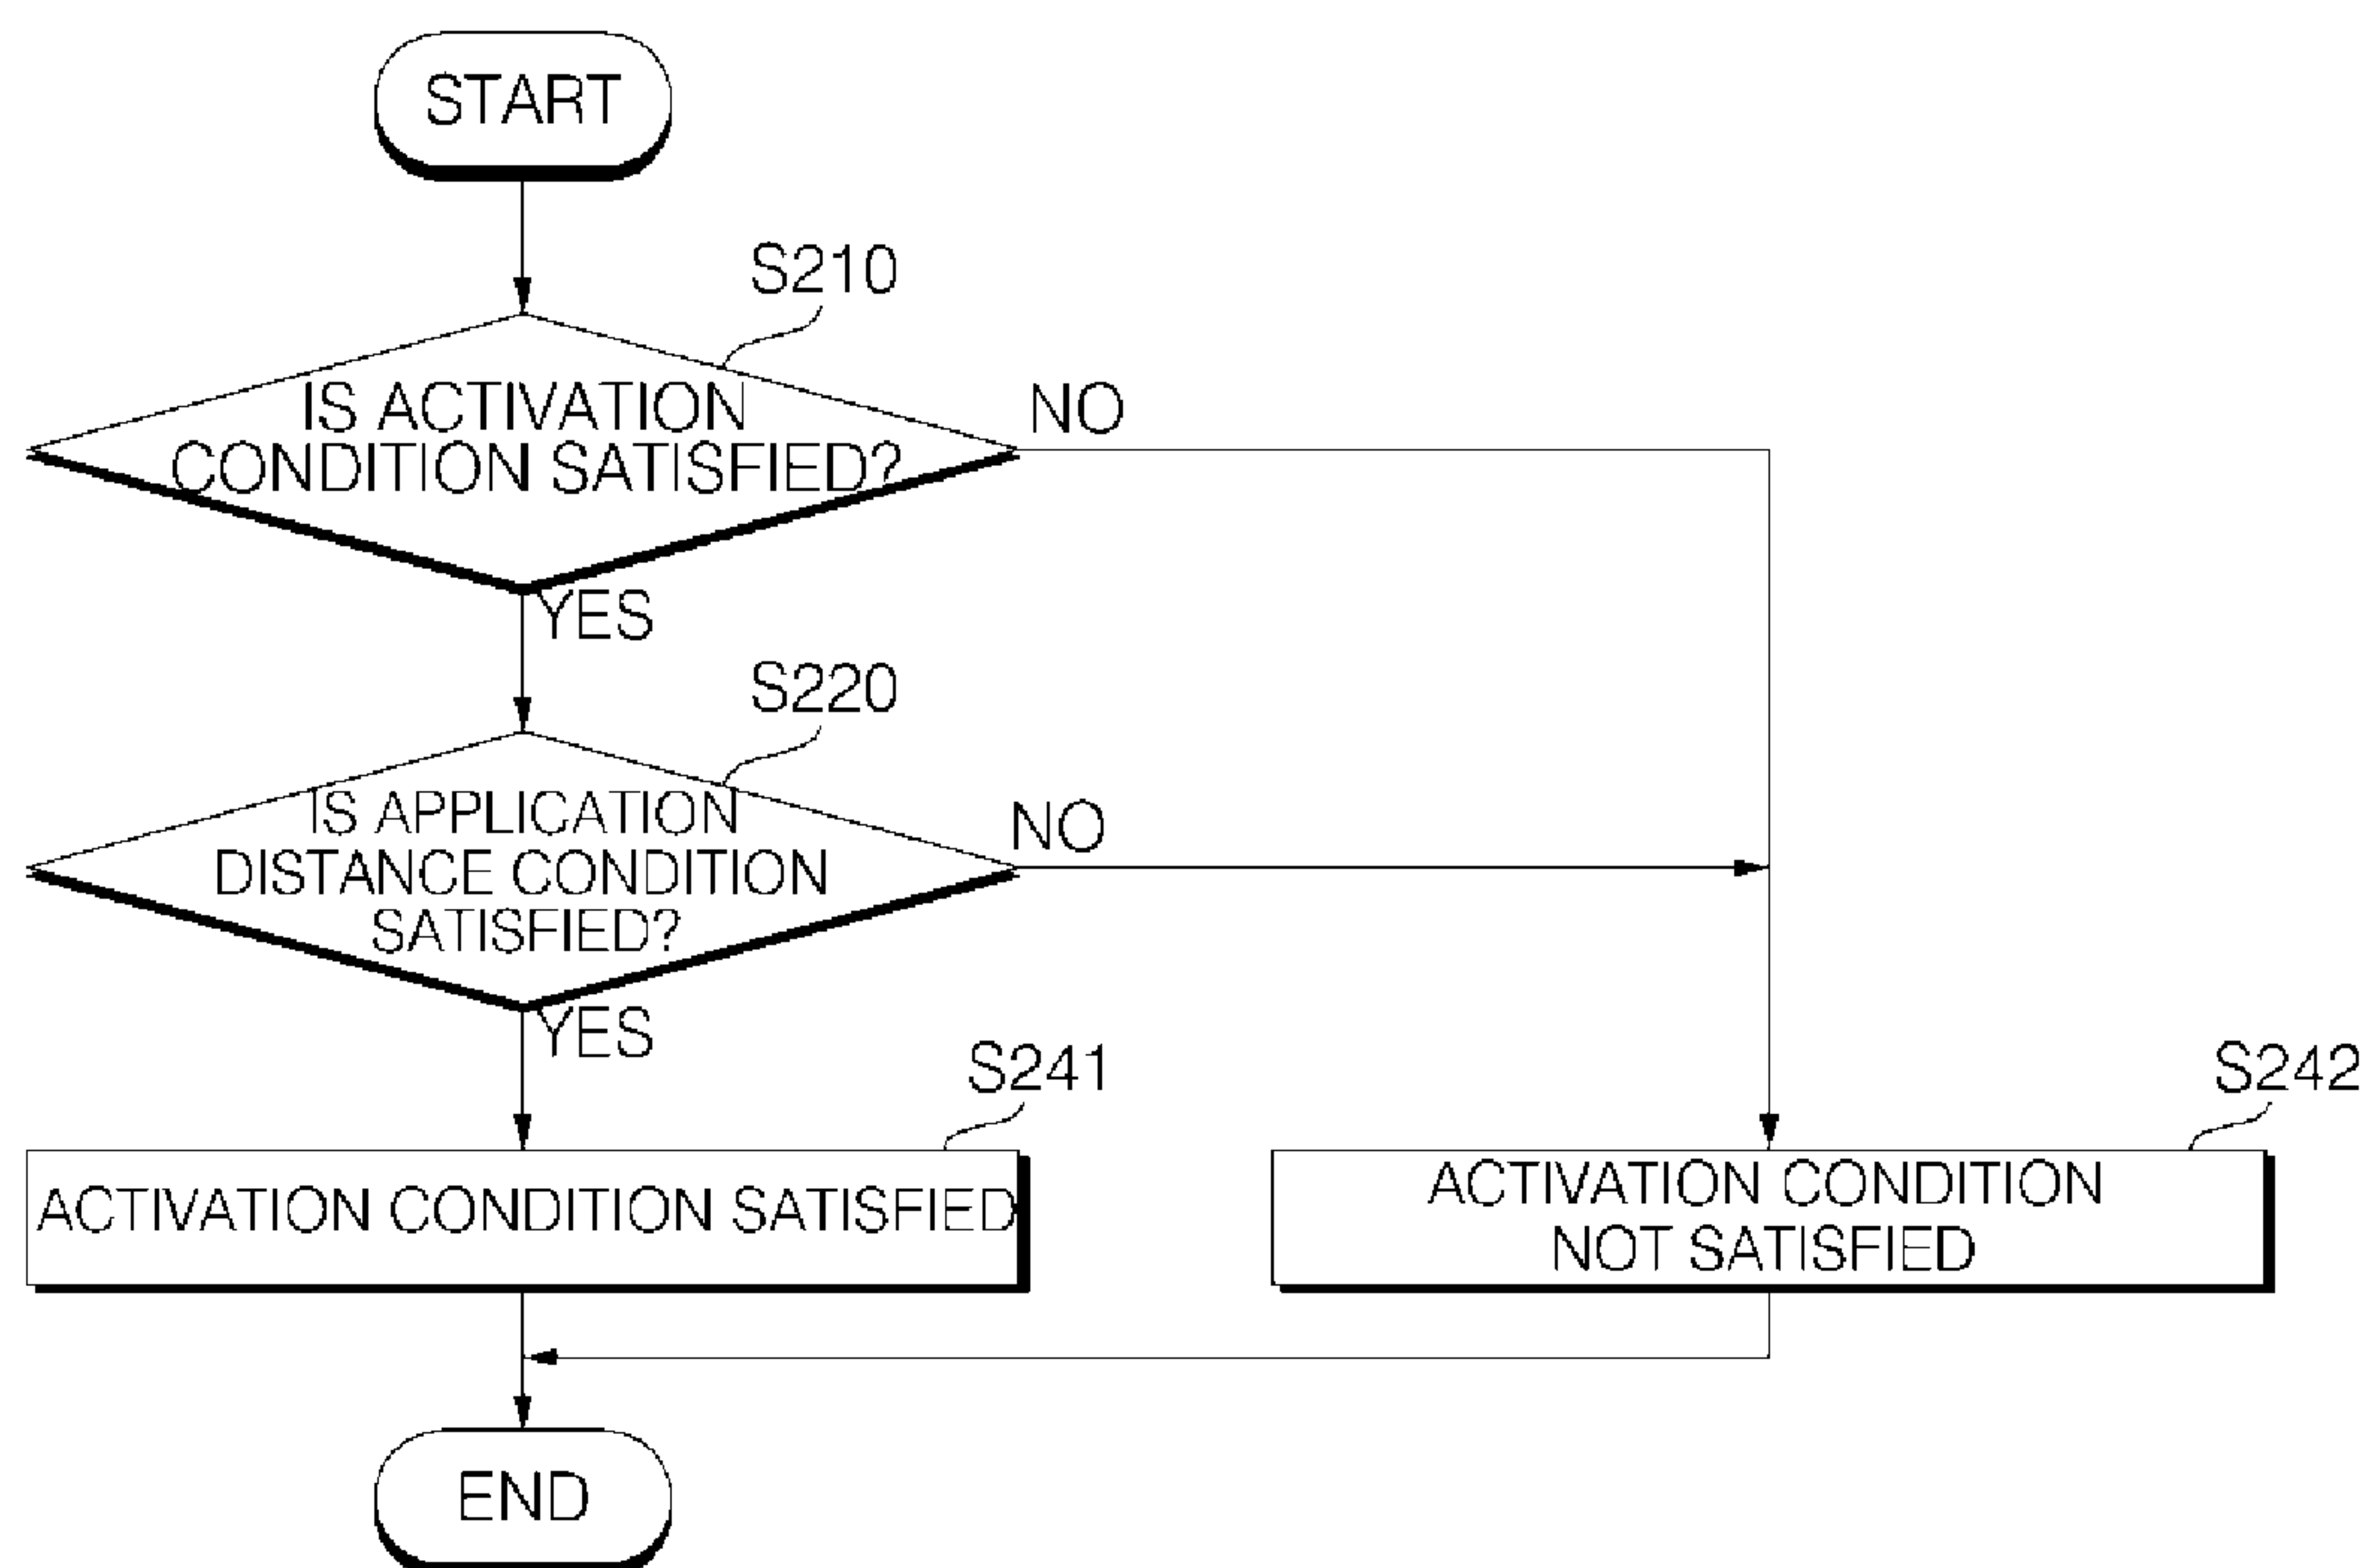 START
S210
IS ACTIVATION
CONDITION SATISFIED?
NO
YES
S220
IS APPLICATION
DISTANCE CONDITION
SATISFIED?
NO
YES
S241
ACTIVATION CONDITION SATISFIED
S242
ACTIVATION CONDITION
NOT SATISFIED
END